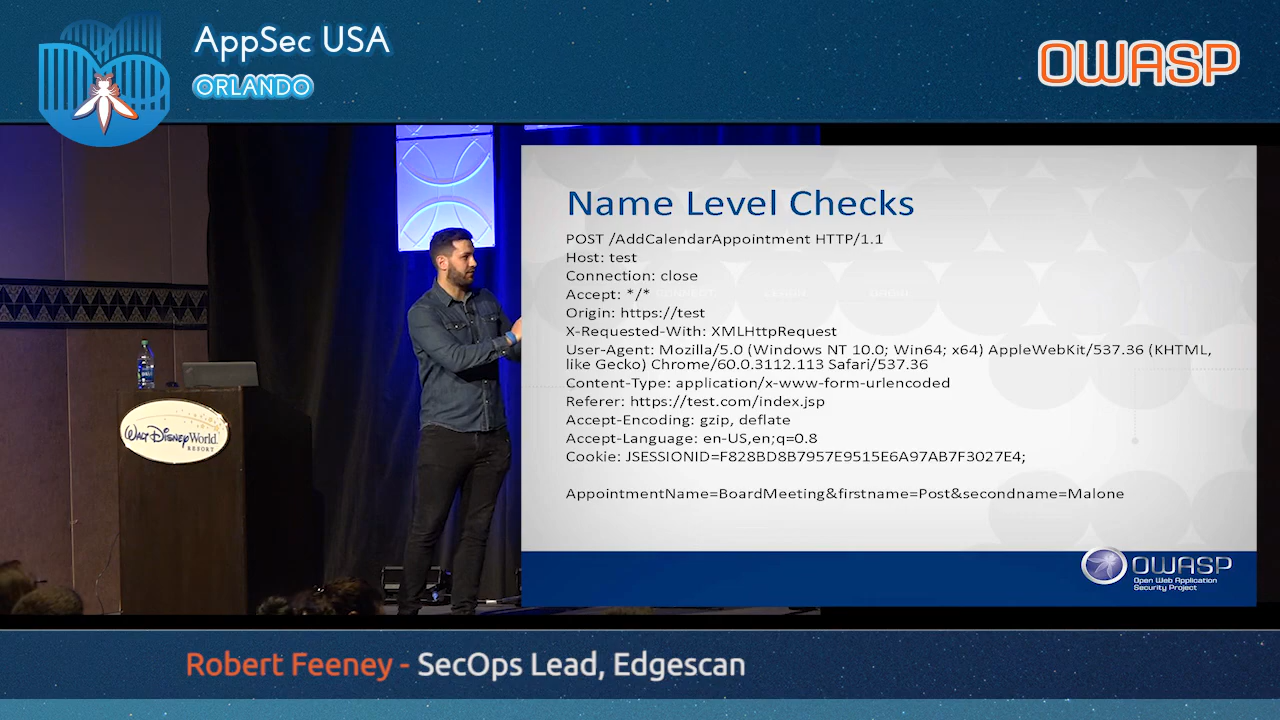 AppSec USA
ORLANDO
OWASP
Name Level Checks
POST /AddCalendarAppointment HTTP/1.1
Host: test
Connection: close
Accept: */*
Origin: https://test
X-Requested-With: XMLHttpRequest
User-Agent: Mozilla/5.0 (Windows NT 10.0; Win64; x64) AppleWebKit/537.36 (KHTML,
like Gecko) Chrome/60.0.3112.113 Safari/537.36
Content-Type: application/x-www-form-urlencoded
Referer: https://test.com/index.jsp
Accept-Encoding: gzip, deflate
Accept-Language: en-US,en;q=0.8
Cookie: JSESSIONID=F828BD8B7957E9515E6A97AB7F3027E4;
AppointmentName=BoardMeeting&firstname=Post&secondname=Malone
OWASP
Open Web Application
Security Project
WALT DISNEY World
RESORT
Robert Feeney - SecOps Lead, Edgescan